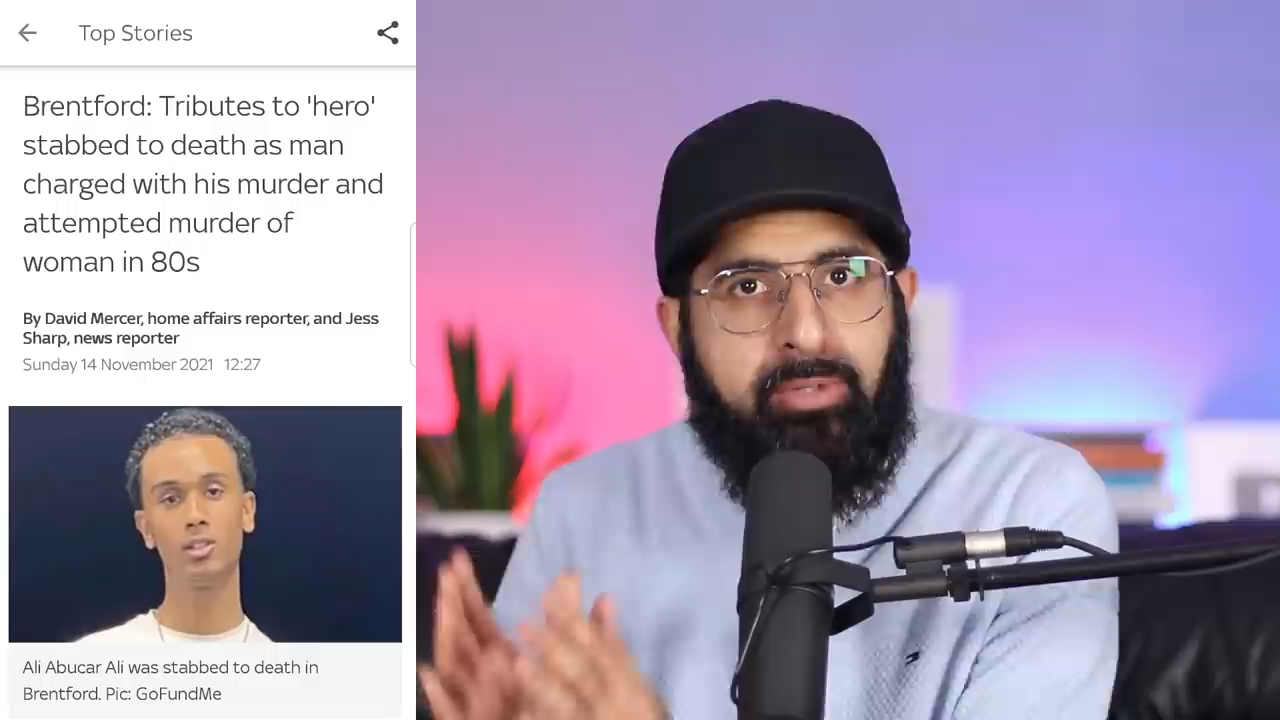 Top Stories
Brentford: Tributes to 'hero'
stabbed to death as man
charged with his murder and
attempted murder of
woman in 80s
By David Mercer, home affairs reporter, and Jess
Sharp, news reporter
Sunday 14 November 2021 12:27
Ali Abucar Ali was stabbed to death in
Brentford. Pic: GoFundMe